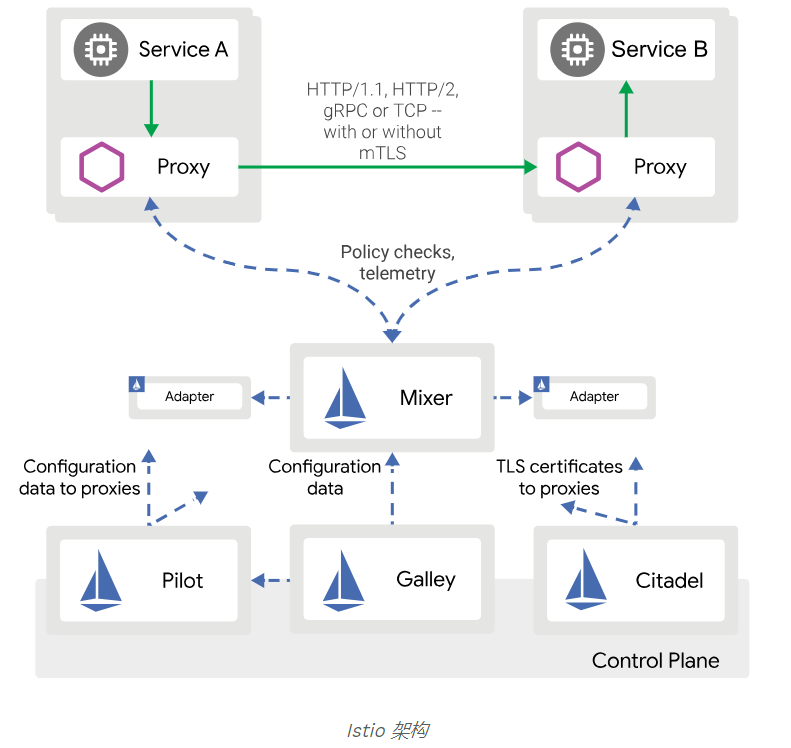 Service A
Service B
HTTP/1.1, HTTP/2,
gRPC or TCP --
with or without
mTLS
Proxy
Proxy
Policy checks,
telemetry
Mixer
Adapter
Adapter
Configuration
data to proxies
Configuration
data
TLS certificates
to proxies
Pilot
Galley
Citadel
Control Plane
Istio 架构